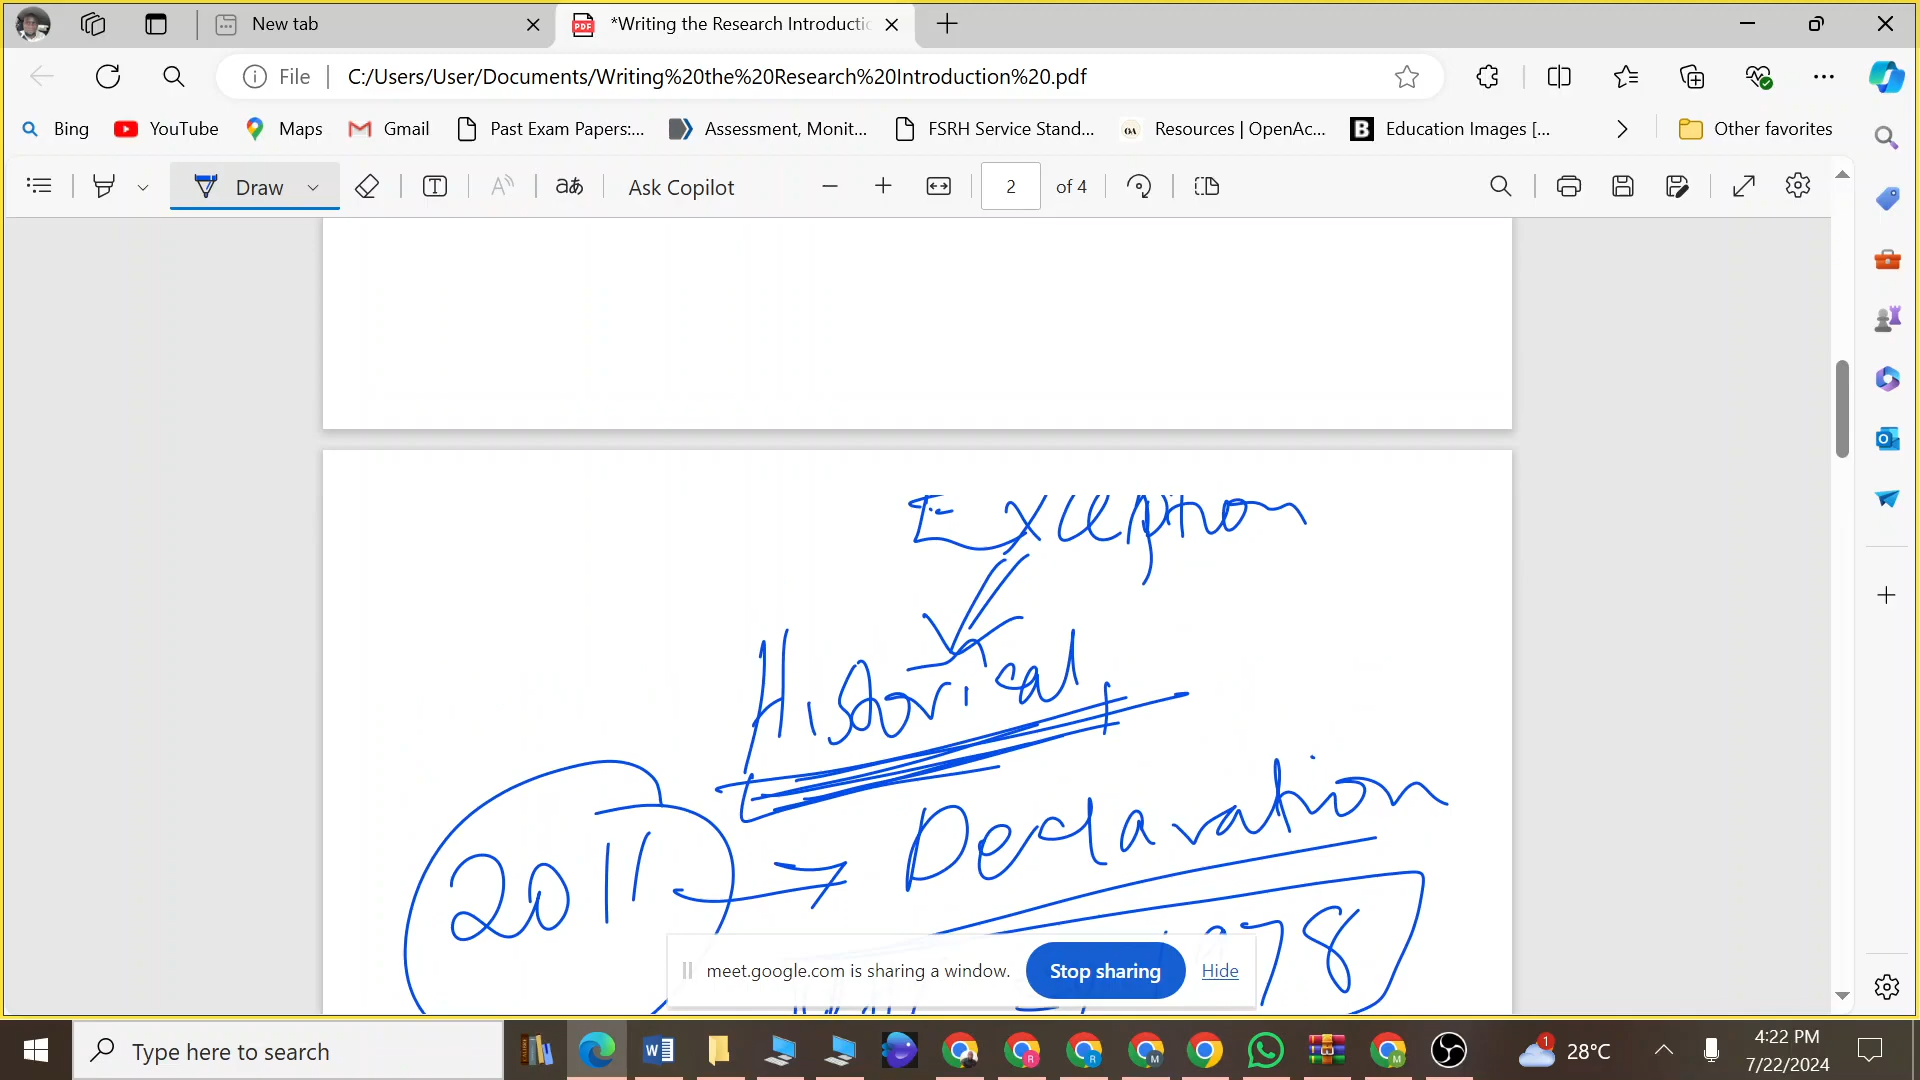 New tab
*Writing the Research Introductic
File
C:/Users/User/Documents/Writing%20the%20Research%20Introduction%20.pdf
Bing
YouTube
Maps
Gmail
Past Exam Papers:...
Assessment, Monit...
FSRH Service Stand...
Resources | OpenAc...
Education Images [...
Other favorites
Draw
Ask Copilot
2 of 4
Exception
Historical
2011 → Declaration
978
meet.google.com is sharing a window.
Stop sharing
Hide
Type here to search
1
28°C
4:22 PM
7/22/2024